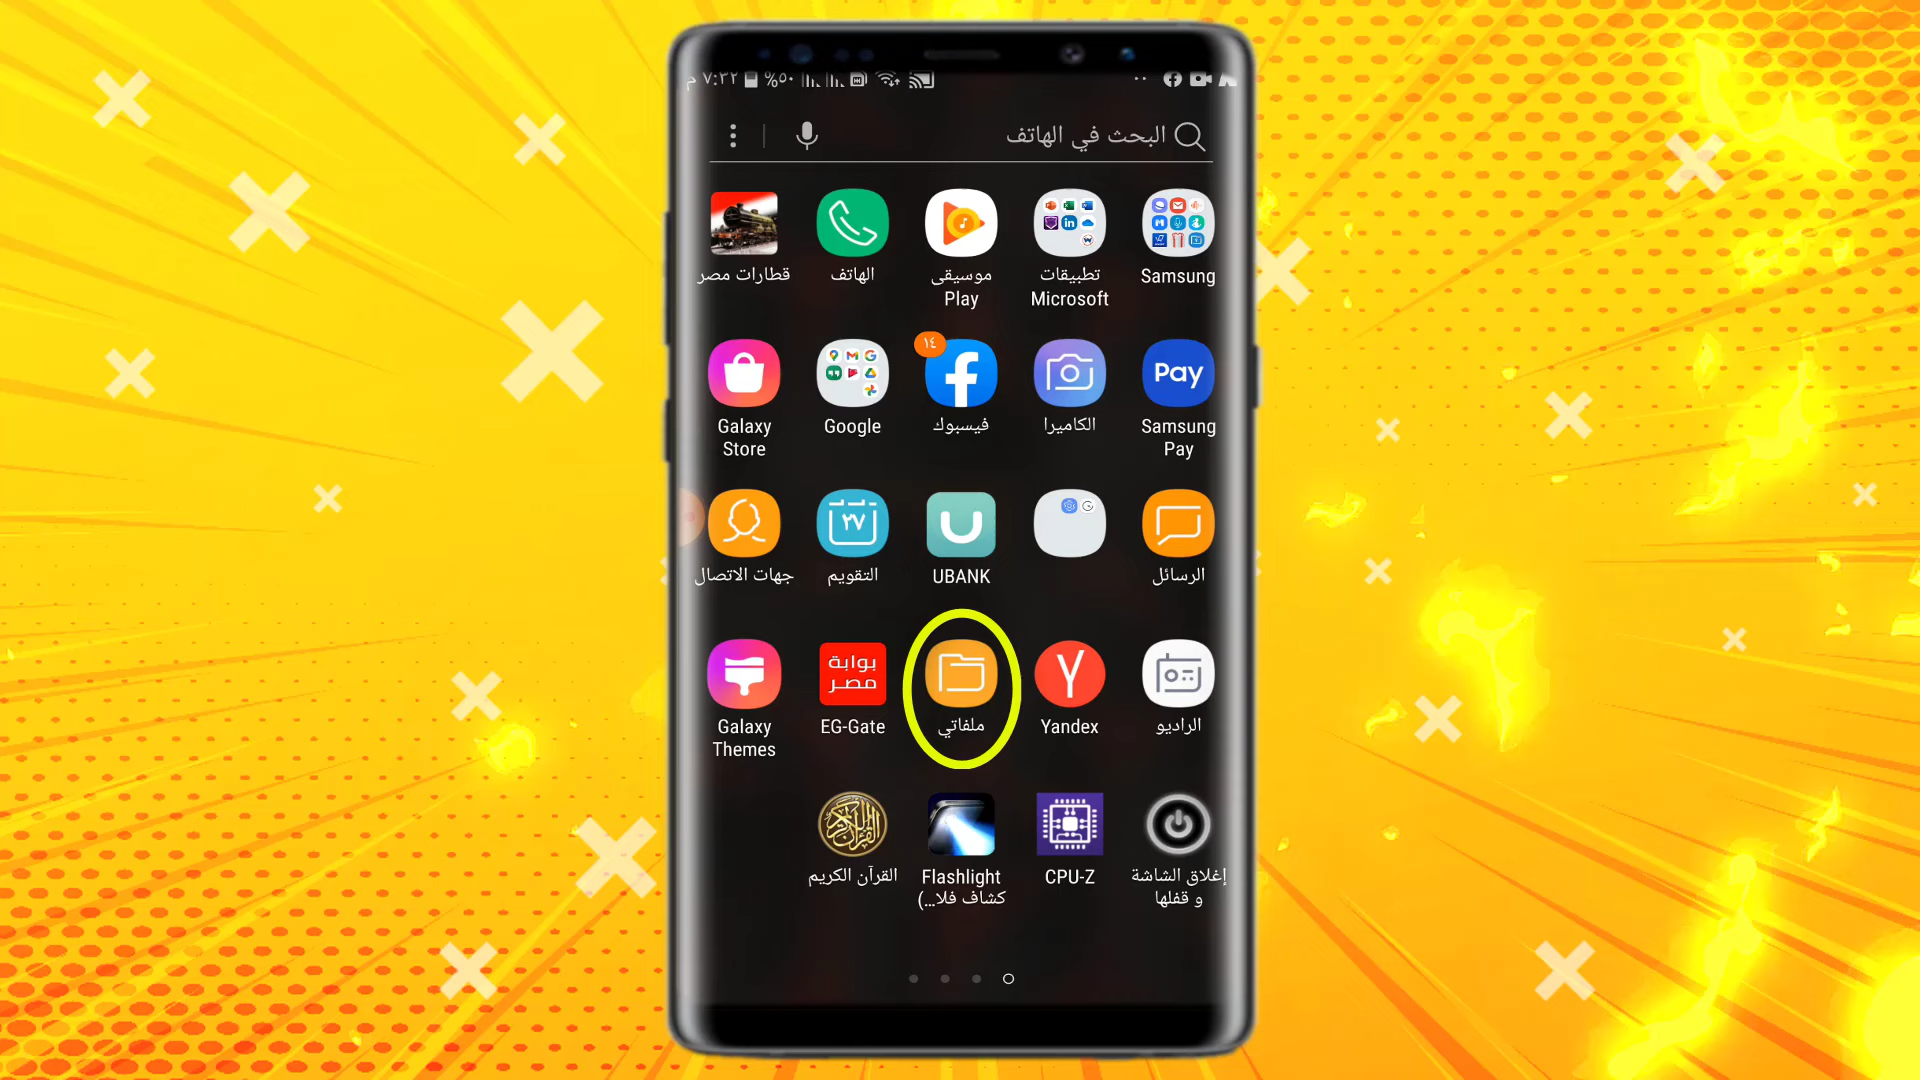 ٧:٣٢ م
%٥٠
البحث في الهاتف
Samsung
تطبيقات
Microsoft
موسيقى
Play
الهاتف
قطارات مصر
Pay
Samsung
Pay
الكاميرا
١٤
فيسبوك
Google
Galaxy
Store
الرسائل
UBANK
٢٧
التقويم
جهات الاتصال
الراديو
Yandex
ملفاتي
بوابة
مصر
EG-Gate
Galaxy
Themes
إغلاق الشاشة
و قفلها
CPU-Z
Flashlight
كشاف فلا...)
القرآن الكريم